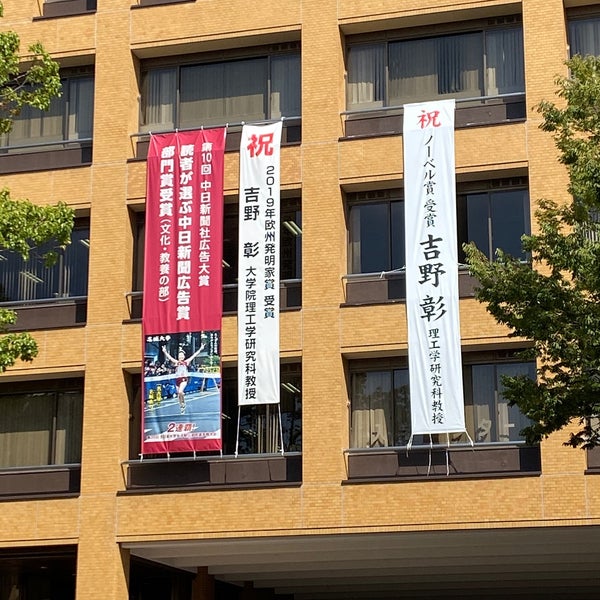 第10回 中日新聞社広告大賞
読者が選ぶ中日新聞広告賞
部門賞受賞(文化・教養の部)
名城大学
2連覇!!
祝
2019年欧州発明家賞 受賞
吉野 彰 大学院理工学研究科教授
祝
ノーベル賞 受賞
吉野 彰
理工学研究科教授